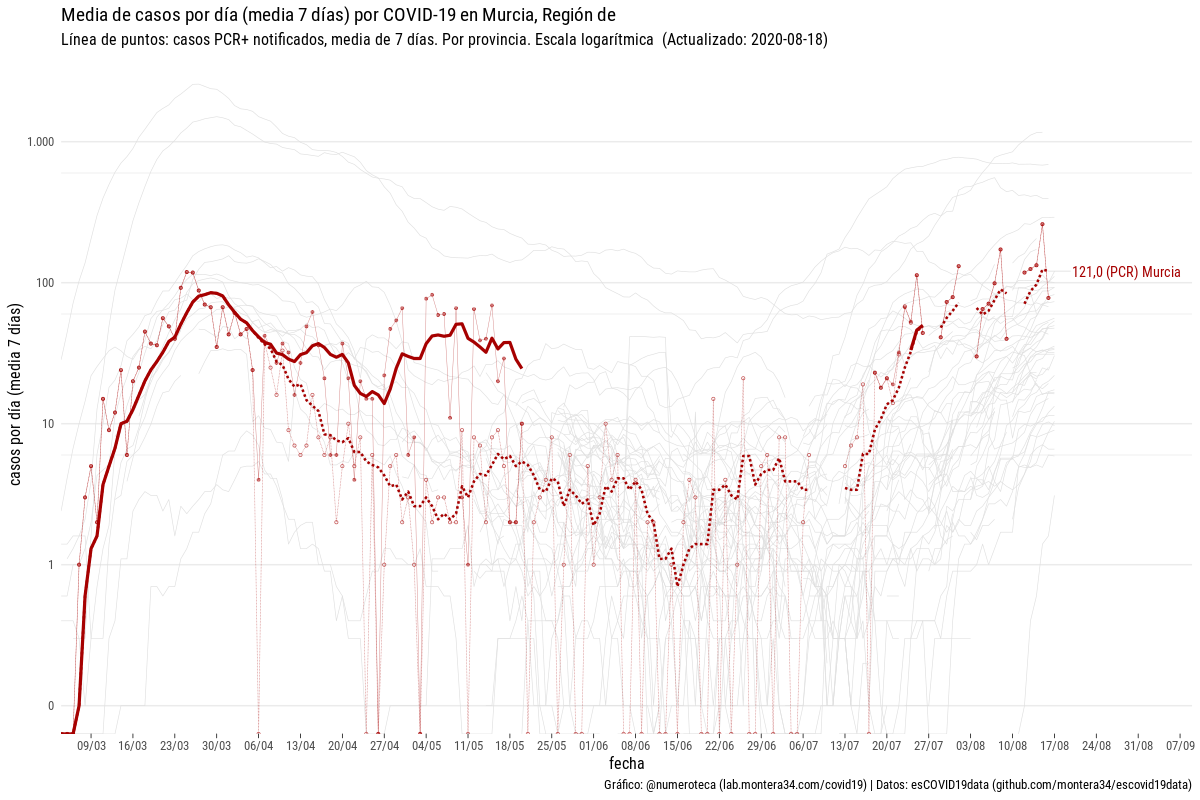 Media de casos por día (media 7 días) por COVID-19 en Murcia, Región de
Línea de puntos: casos PCR+ notificados, media de 7 días. Por provincia. Escala logarítmica (Actualizado: 2020-08-18)
casos por día (media 7 días)
1.000
100
10
1
0
121,0 (PCR) Murcia
09/03 16/03 23/03 30/03 06/04 13/04 20/04 27/04 04/05 11/05 18/05 25/05 01/06 08/06 15/06 22/06 29/06 06/07 13/07 20/07 27/07 03/08 10/08 17/08 24/08 31/08 07/09
fecha
Gráfico: @numeroteca (lab.montera34.com/covid19) | Datos: esCOVID19data (github.com/montera34/escovid19data)